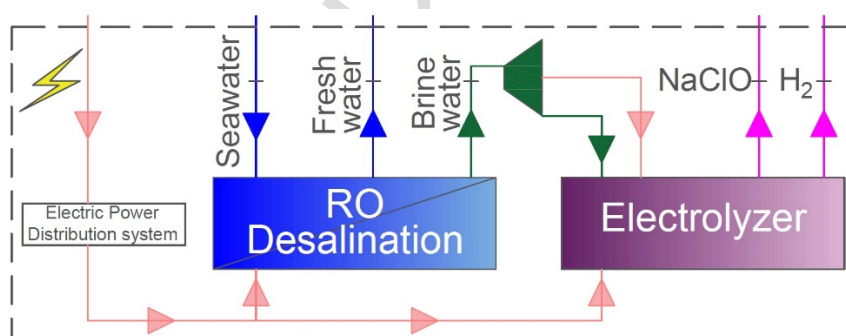 Seawater
Fresh
water
Brine
water
NaClO
H₂
Electric Power
Distribution system
RO
Desalination
Electrolyzer